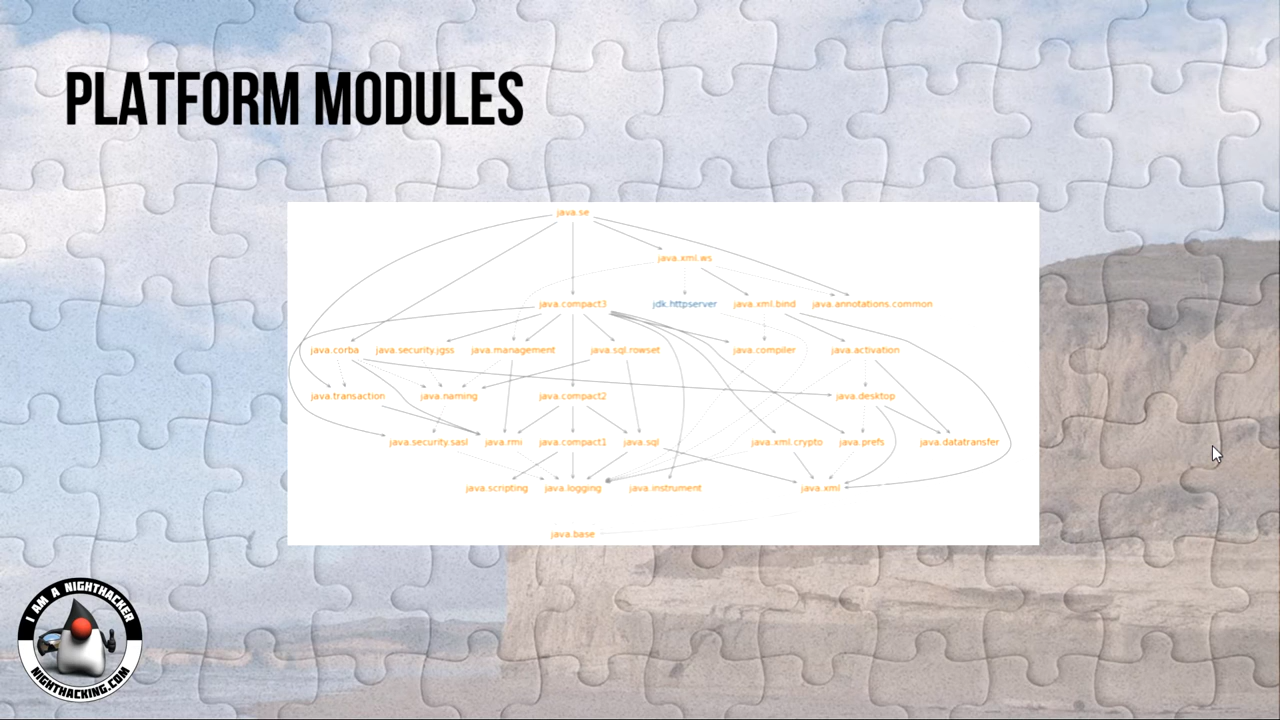 PLATFORM MODULES
java.se
java.xml.ws
java.compact3 jdk.httpserver java.xml.bind java.annotations.common
java.corba java.security.jgss java.management java.sql.rowset java.compiler java.activation
java.transaction java.naming java.compact2 java.desktop
java.security.sasl java.rmi java.compact1 java.sql java.xml.crypto java.prefs java.datatransfer
java.scripting java.logging java.instrument java.xml
java.base
I AM A NIGHTHACKER
NIGHTHACKING.COM